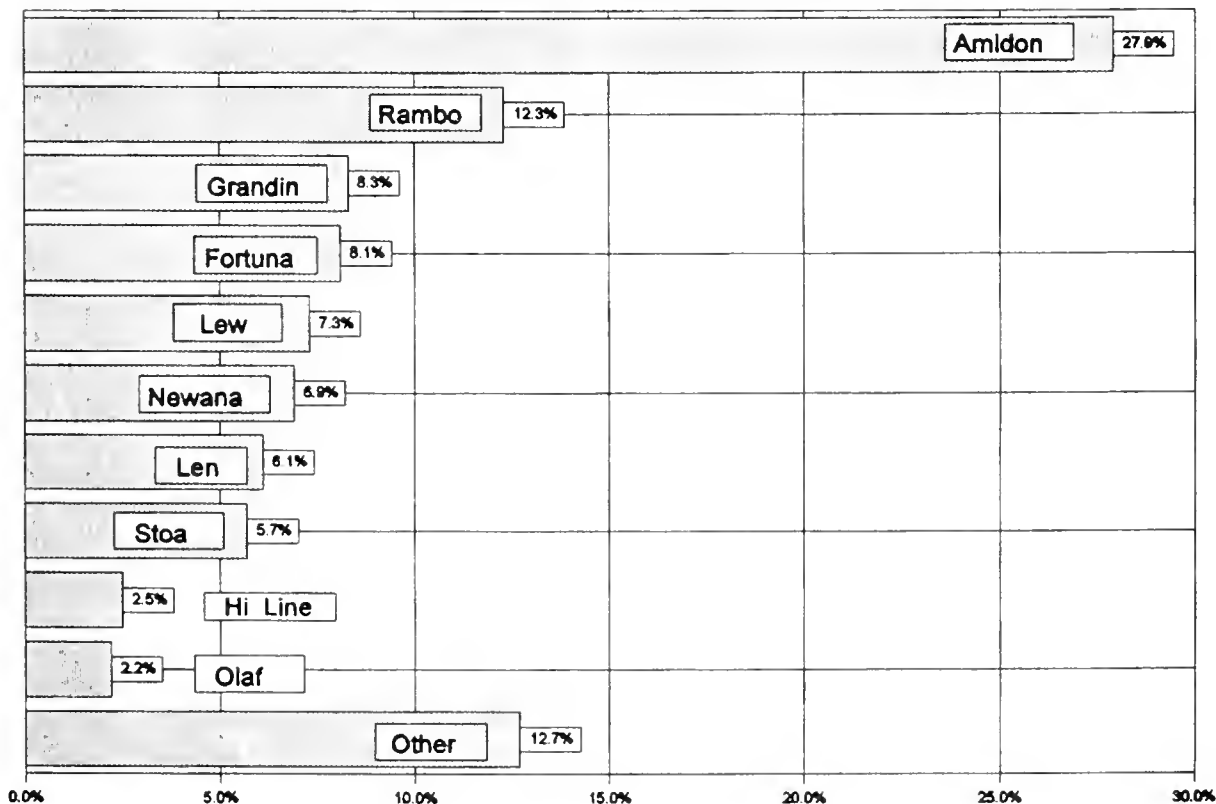 Amidon 27.9%
Rambo 12.3%
Grandin 8.3%
Fortuna 8.1%
Lew 7.3%
Newana 6.9%
Len 6.1%
Stoa 5.7%
2.5% Hi Line
2.2% Olaf
Other 12.7%
0.0% 5.0% 10.0% 15.0% 20.0% 25.0% 30.0%